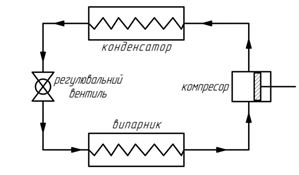 конденсатор
регулювальний
вентиль
компресор
випарник